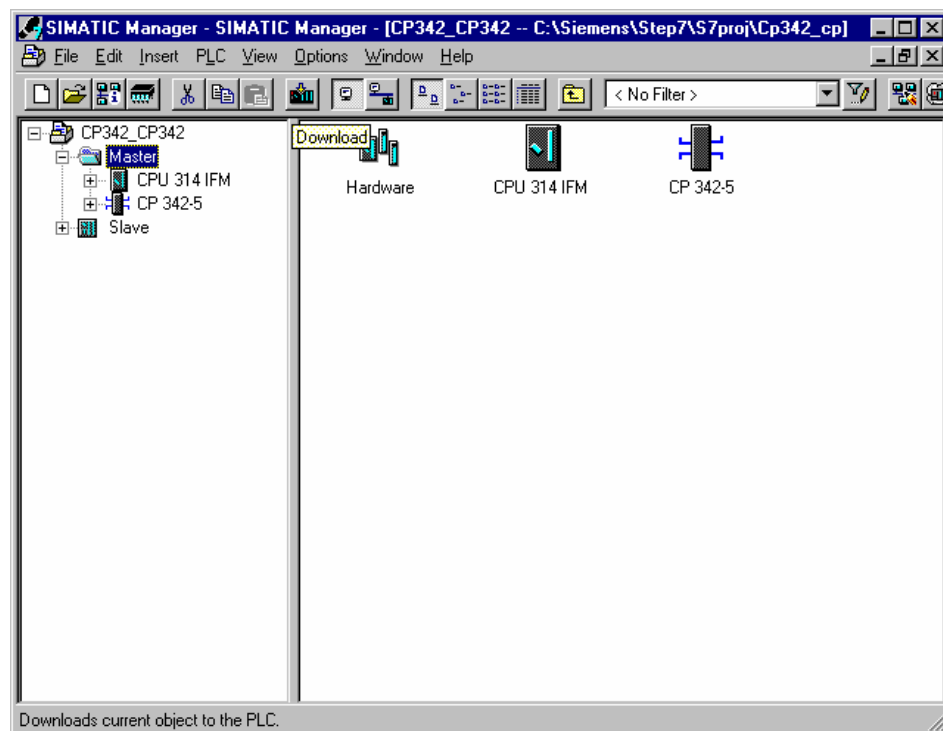 SIMATIC Manager - SIMATIC Manager - [CP342_CP342 -- C:\Siemens\Step7\S7proj\Cp342_cp]
File Edit Insert PLC View Options Window Help
< No Filter >
Download
CP342_CP342
Master
CPU 314 IFM
CP 342-5
Slave
Hardware
CPU 314 IFM
CP 342-5
Downloads current object to the PLC.